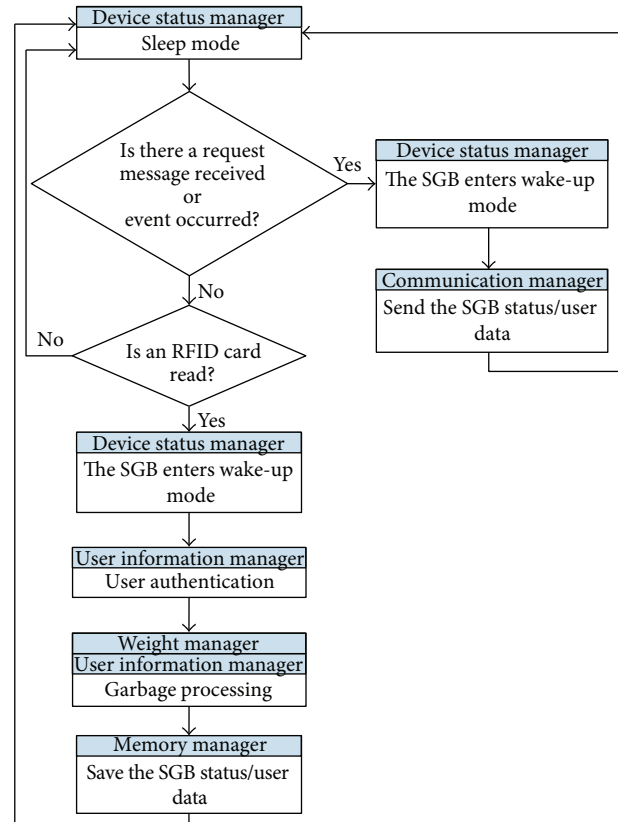 Device status manager
Sleep mode
Is there a request
message received
or
event occurred?
Yes
Device status manager
The SGB enters wake-up
mode
Communication manager
Send the SGB status/user
data
No
Is an RFID card
read?
No
Yes
Device status manager
The SGB enters wake-up
mode
User information manager
User authentication
Weight manager
User information manager
Garbage processing
Memory manager
Save the SGB status/user
data